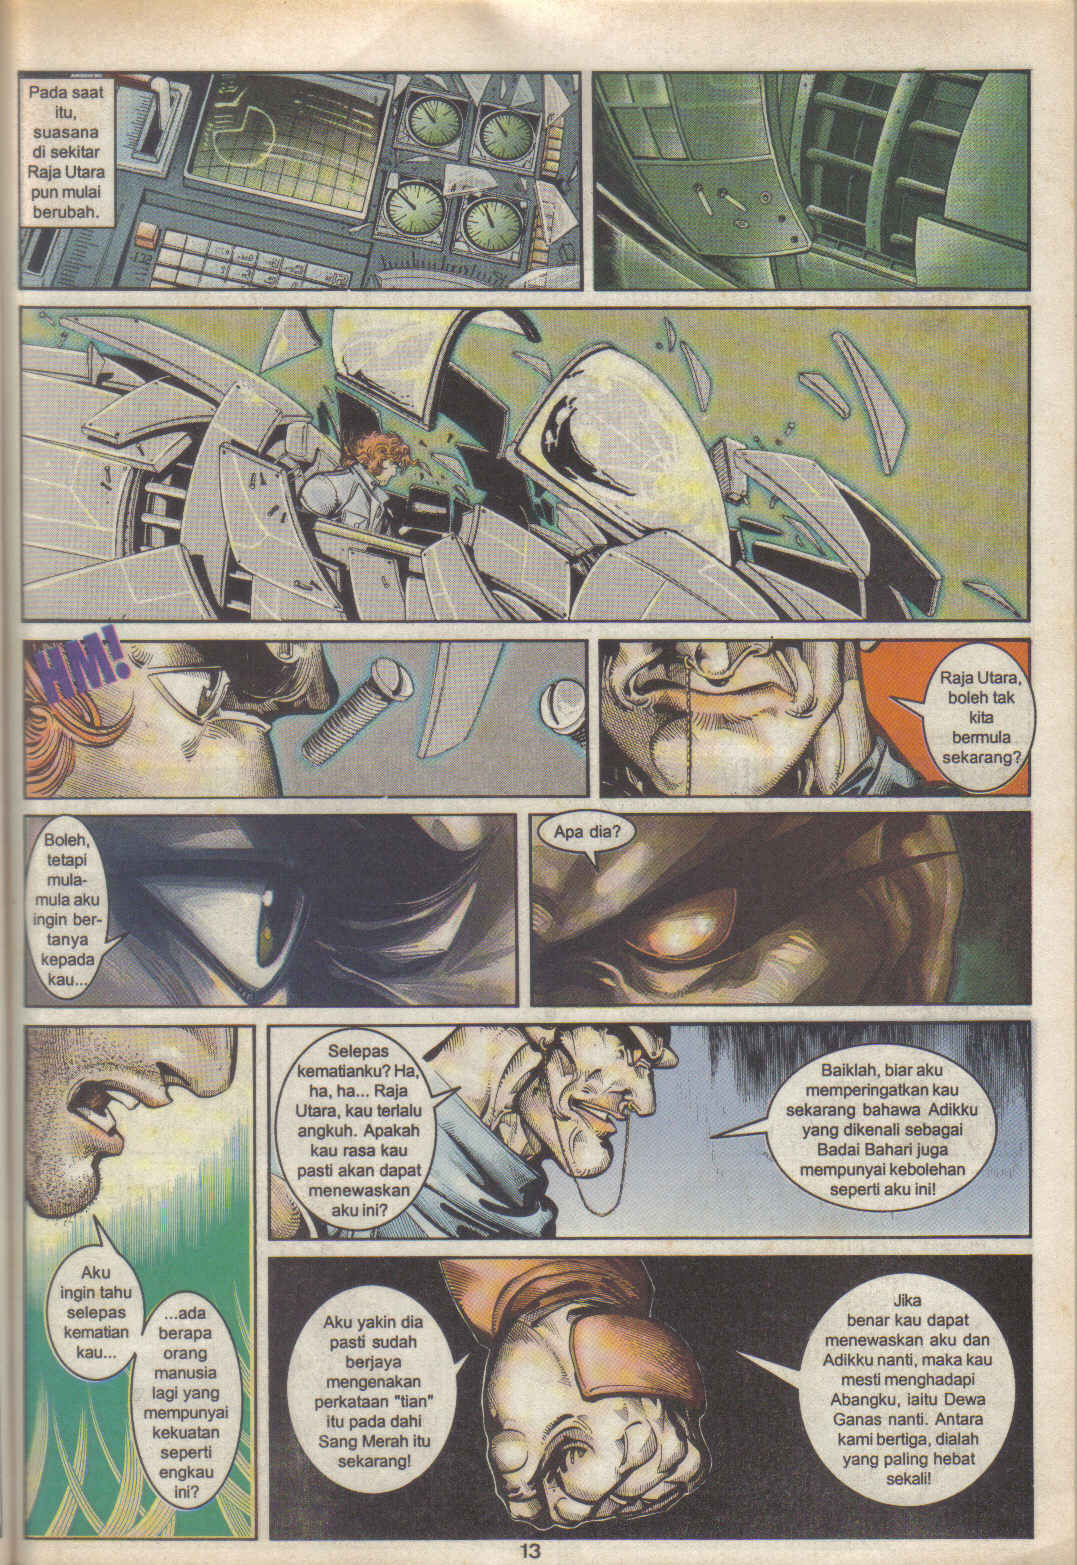 Pada saat
itu,
suasana
di sekitar
Raja Utara
pun mulai
berubah.
HM!
Raja Utara,
boleh tak
kita
bermula
sekarang?
Boleh,
tetapi
mula-
mula aku
ingin ber-
tanya
kepada
kau...
Apa dia?
Aku
ingin tahu
selepas
kematian
kau...
...ada
berapa
orang
manusia
lagi yang
mempunyai
kekuatan
seperti
engkau
ini?
Selepas
kematianku? Ha,
ha, ha... Raja
Utara, kau terlalu
angkuh. Apakah
kau rasa kau
pasti akan dapat
menewaskan
aku ini?
Baiklah, biar aku
memperingatkan kau
sekarang bahawa Adikku
yang dikenali sebagai
Badai Bahari juga
mempunyai kebolehan
seperti aku ini!
Aku yakin dia
pasti sudah
berjaya
mengenakan
perkataan "tian"
itu pada dahi
Sang Merah itu
sekarang!
Jika
benar kau dapat
menewaskan aku dan
Adikku nanti, maka kau
mesti menghadapi
Abangku, iaitu Dewa
Ganas nanti. Antara
kami bertiga, dialah
yang paling hebat
sekali!
13